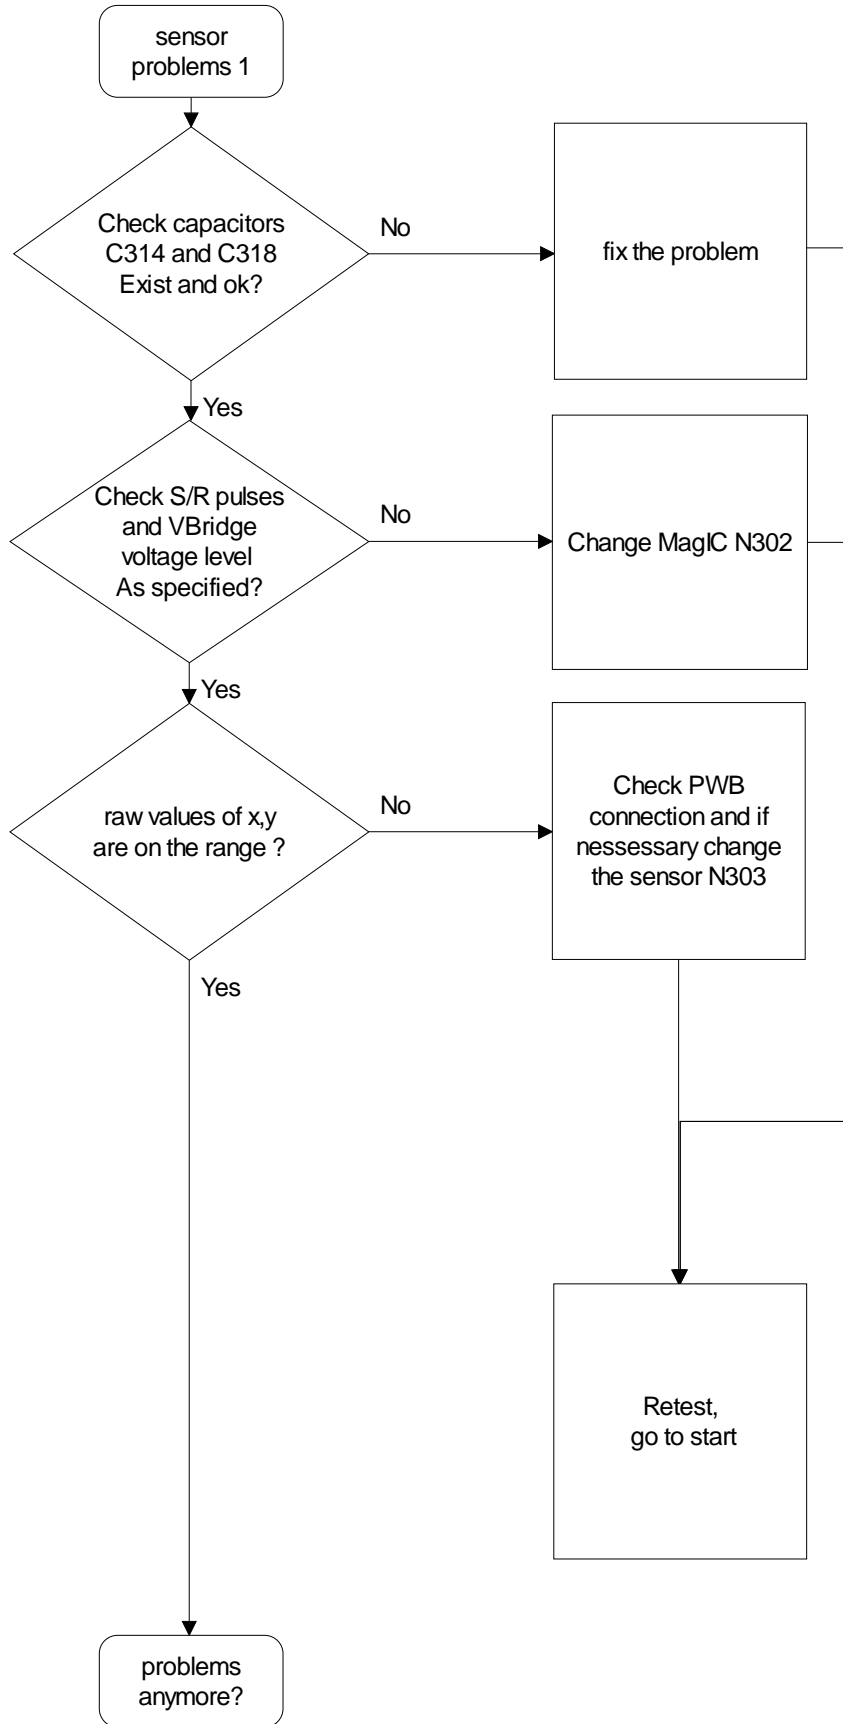 sensor
problems 1
Check capacitors
C314 and C318
Exist and ok?
No
fix the problem
Yes
Check S/R pulses
and VBridge
voltage level
As specified?
No
Change MagIC N302
Yes
raw values of x,y
are on the range ?
No
Check PWB
connection and if
nessessary change
the sensor N303
Yes
Retest,
go to start
problems
anymore?